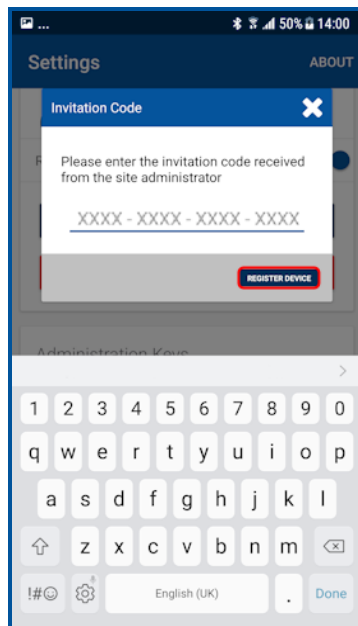 ... 50% 14:00
Settings ABOUT
Invitation Code
R
Please enter the invitation code received
from the site administrator
XXXX - XXXX - XXXX - XXXX
REGISTER DEVICE
Administration Keys
1 2 3 4 5 6 7 8 9 0
q w e r t y u i o p
a s d f g h j k l
z x c v b n m
!#☺ English (UK) . Done